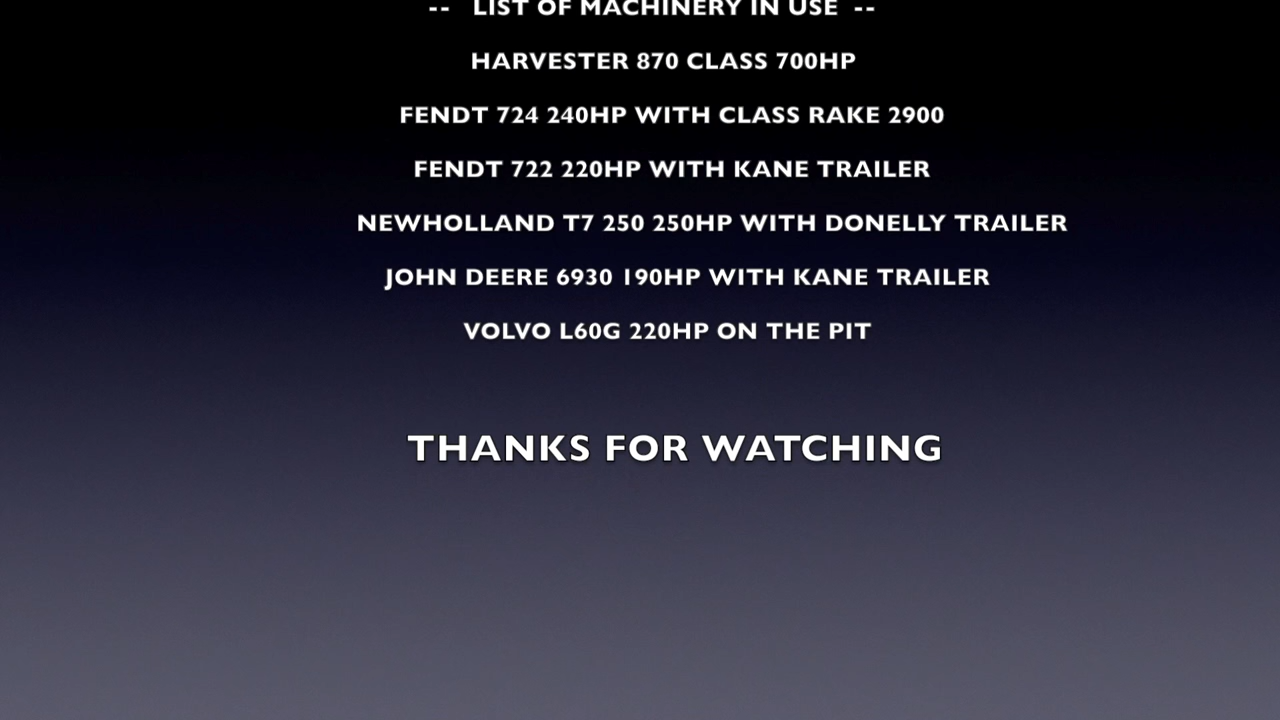 -- LIST OF MACHINERY IN USE --
HARVESTER 870 CLASS 700HP
FENDT 724 240HP WITH CLASS RAKE 2900
FENDT 722 220HP WITH KANE TRAILER
NEWHOLLAND T7 250 250HP WITH DONELLY TRAILER
JOHN DEERE 6930 190HP WITH KANE TRAILER
VOLVO L60G 220HP ON THE PIT
THANKS FOR WATCHING